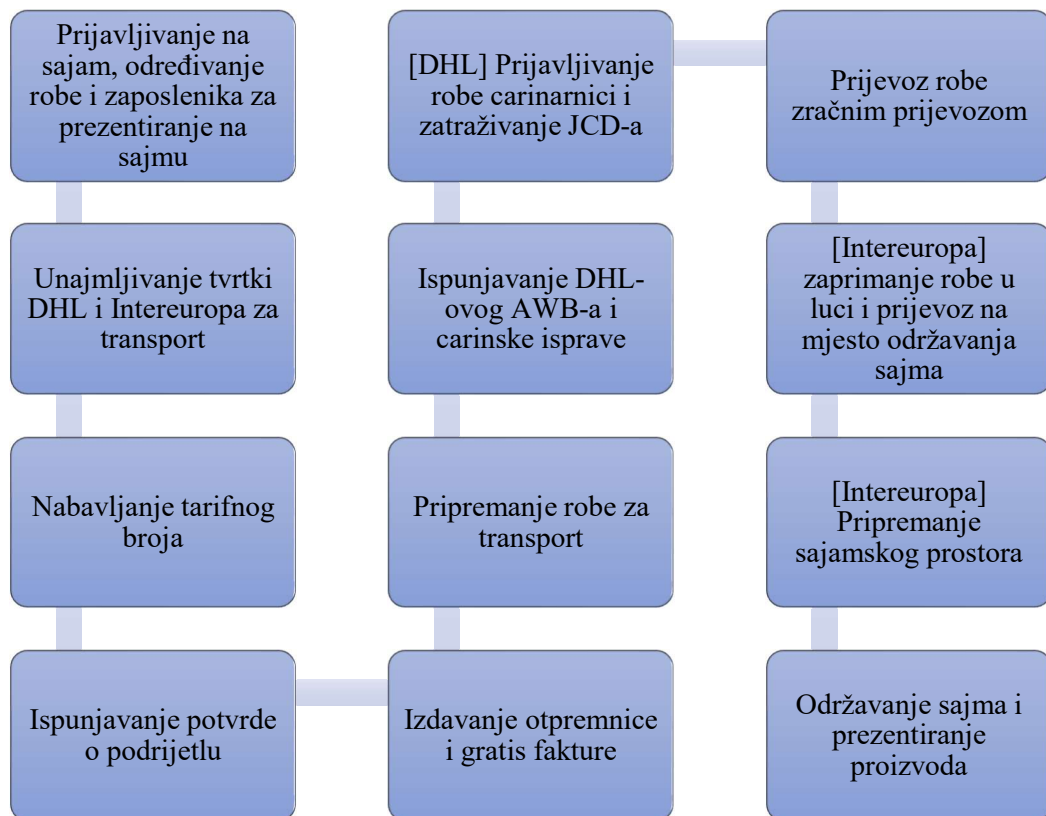 Prijavljivanje na
sajam, određivanje
robe i zaposlenika za
prezentiranje na
sajmu
Unajmljivanje tvrtki
DHL i Intereuropa za
transport
Nabavljanje tarifnog
broja
Ispunjavanje potvrde
o podrijetlu
Izdavanje otpremnice
i gratis fakture
Pripremanje robe za
transport
Ispunjavanje DHL-
ovog AWB-a i
carinske isprave
[DHL] Prijavljivanje
robe carinarnici i
zatraživanje JCD-a
Prijevoz robe
zračnim prijevozom
[Intereuropa]
zaprimanje robe u
luci i prijevoz na
mjesto održavanja
sajma
[Intereuropa]
Pripremanje
sajamskog prostora
Održavanje sajma i
prezentiranje
proizvoda